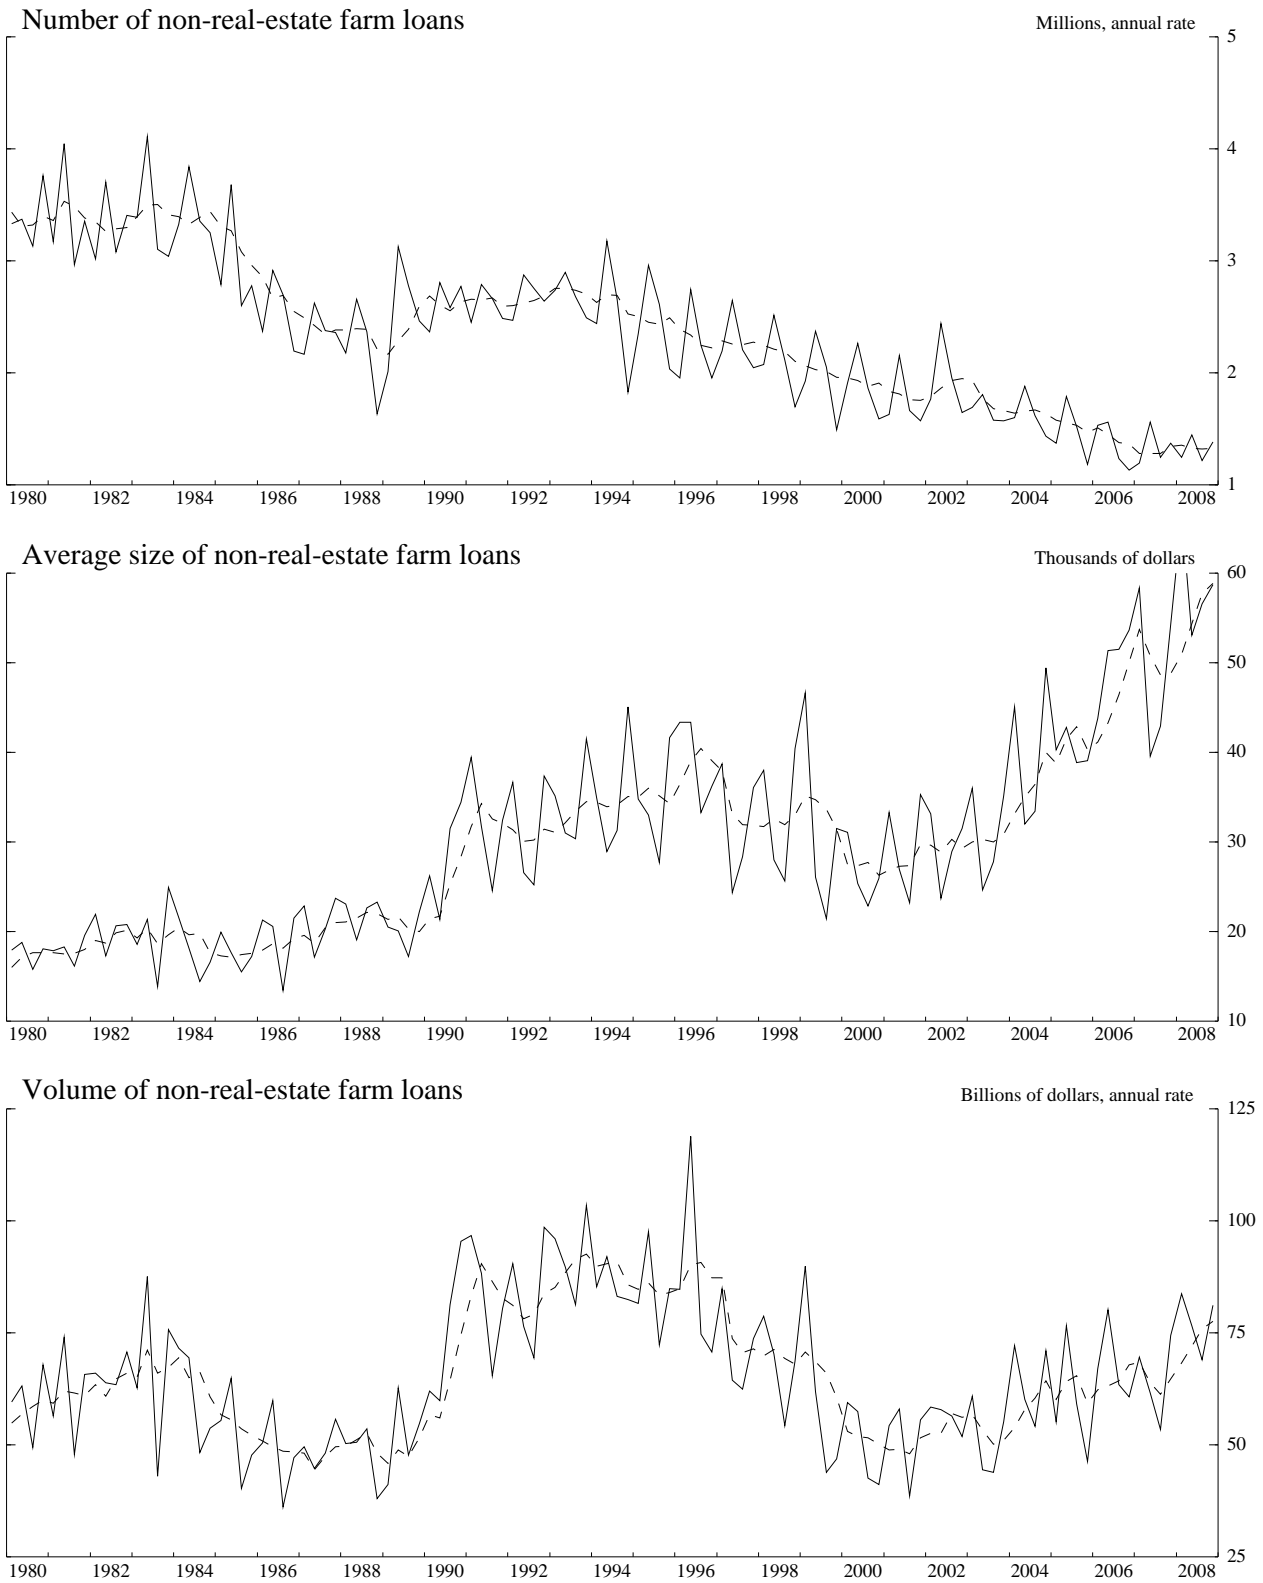 Number of non-real-estate farm loans
Millions, annual rate
5
4
3
2
1
1980 1982 1984 1986 1988 1990 1992 1994 1996 1998 2000 2002 2004 2006 2008
Average size of non-real-estate farm loans
Thousands of dollars
60
50
40
30
20
10
1980 1982 1984 1986 1988 1990 1992 1994 1996 1998 2000 2002 2004 2006 2008
Volume of non-real-estate farm loans
Billions of dollars, annual rate
125
100
75
50
25
1980 1982 1984 1986 1988 1990 1992 1994 1996 1998 2000 2002 2004 2006 2008